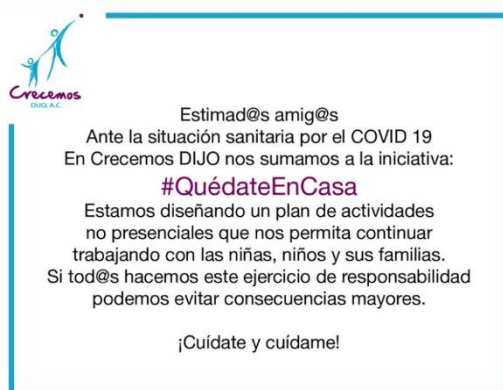 Crecemos
DIJO, A.C.
Estimad@s amig@s
Ante la situación sanitaria por el COVID 19
En Crecemos DIJO nos sumamos a la iniciativa:
#QuédateEnCasa
Estamos diseñando un plan de actividades
no presenciales que nos permita continuar
trabajando con las niñas, niños y sus familias.
Si tod@s hacemos este ejercicio de responsabilidad
podemos evitar consecuencias mayores.
¡Cuídate y cuídame!